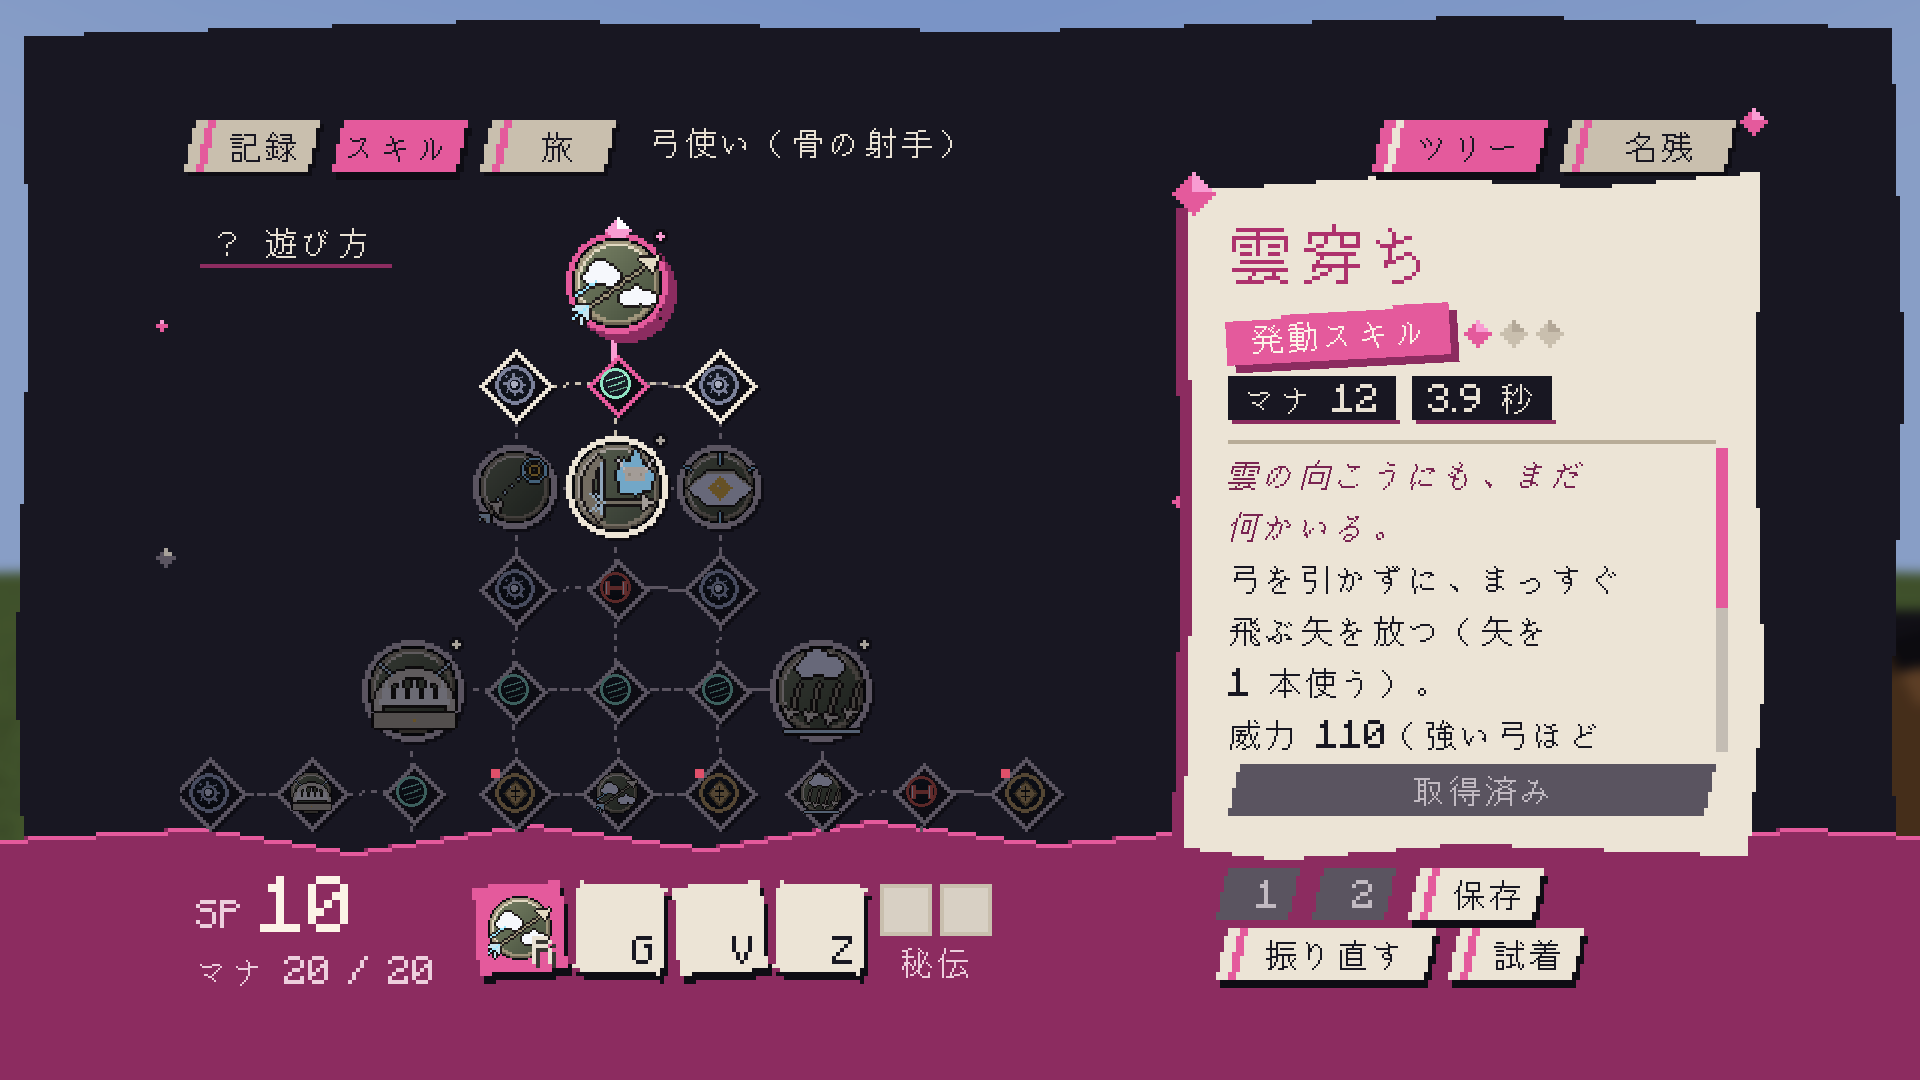 記録
スキル
旅
弓使い（骨の射手）
ツリー
名残
？ 遊び方
雲穿ち
発動スキル
マナ 12
3.9 秒
雲の向こうにも、まだ
何かいる。
弓を引かずに、まっすぐ
飛ぶ矢を放つ（矢を
1 本使う）。
威力 110（強い弓ほど
取得済み
SP 10
マナ 20 / 20
R
G
V
Z
秘伝
1
2
保存
振り直す
試着